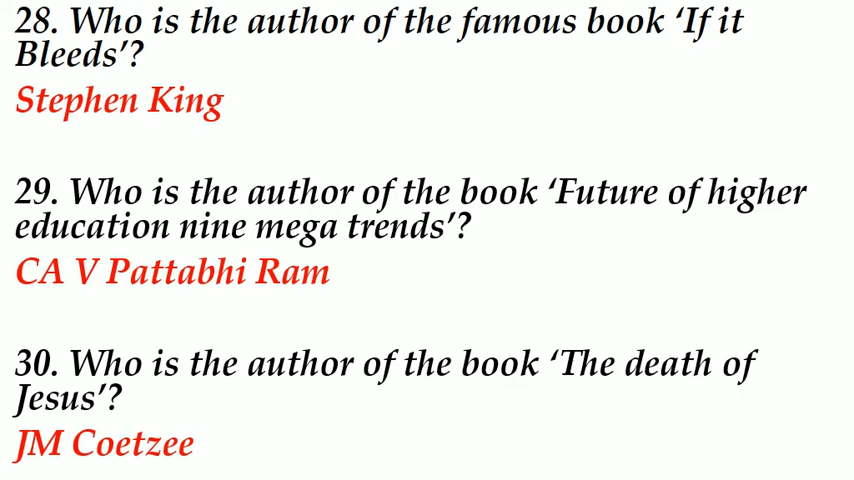 28. Who is the author of the famous book ‘If it
Bleeds’?
Stephen King
29. Who is the author of the book ‘Future of higher
education nine mega trends’?
CA V Pattabhi Ram
30. Who is the author of the book ‘The death of
Jesus’?
JM Coetzee